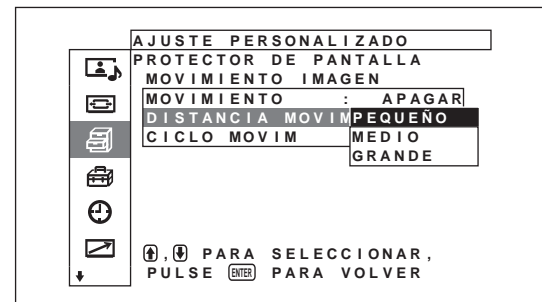 AJUSTE PERSONALIZADO
PROTECTOR DE PANTALLA
MOVIMIENTO IMAGEN
MOVIMIENTO : APAGAR
DISTANCIA MOVIM PEQUEÑO
CICLO MOVIM MEDIO
GRANDE
, PARA SELECCIONAR,
PULSE ENTER PARA VOLVER